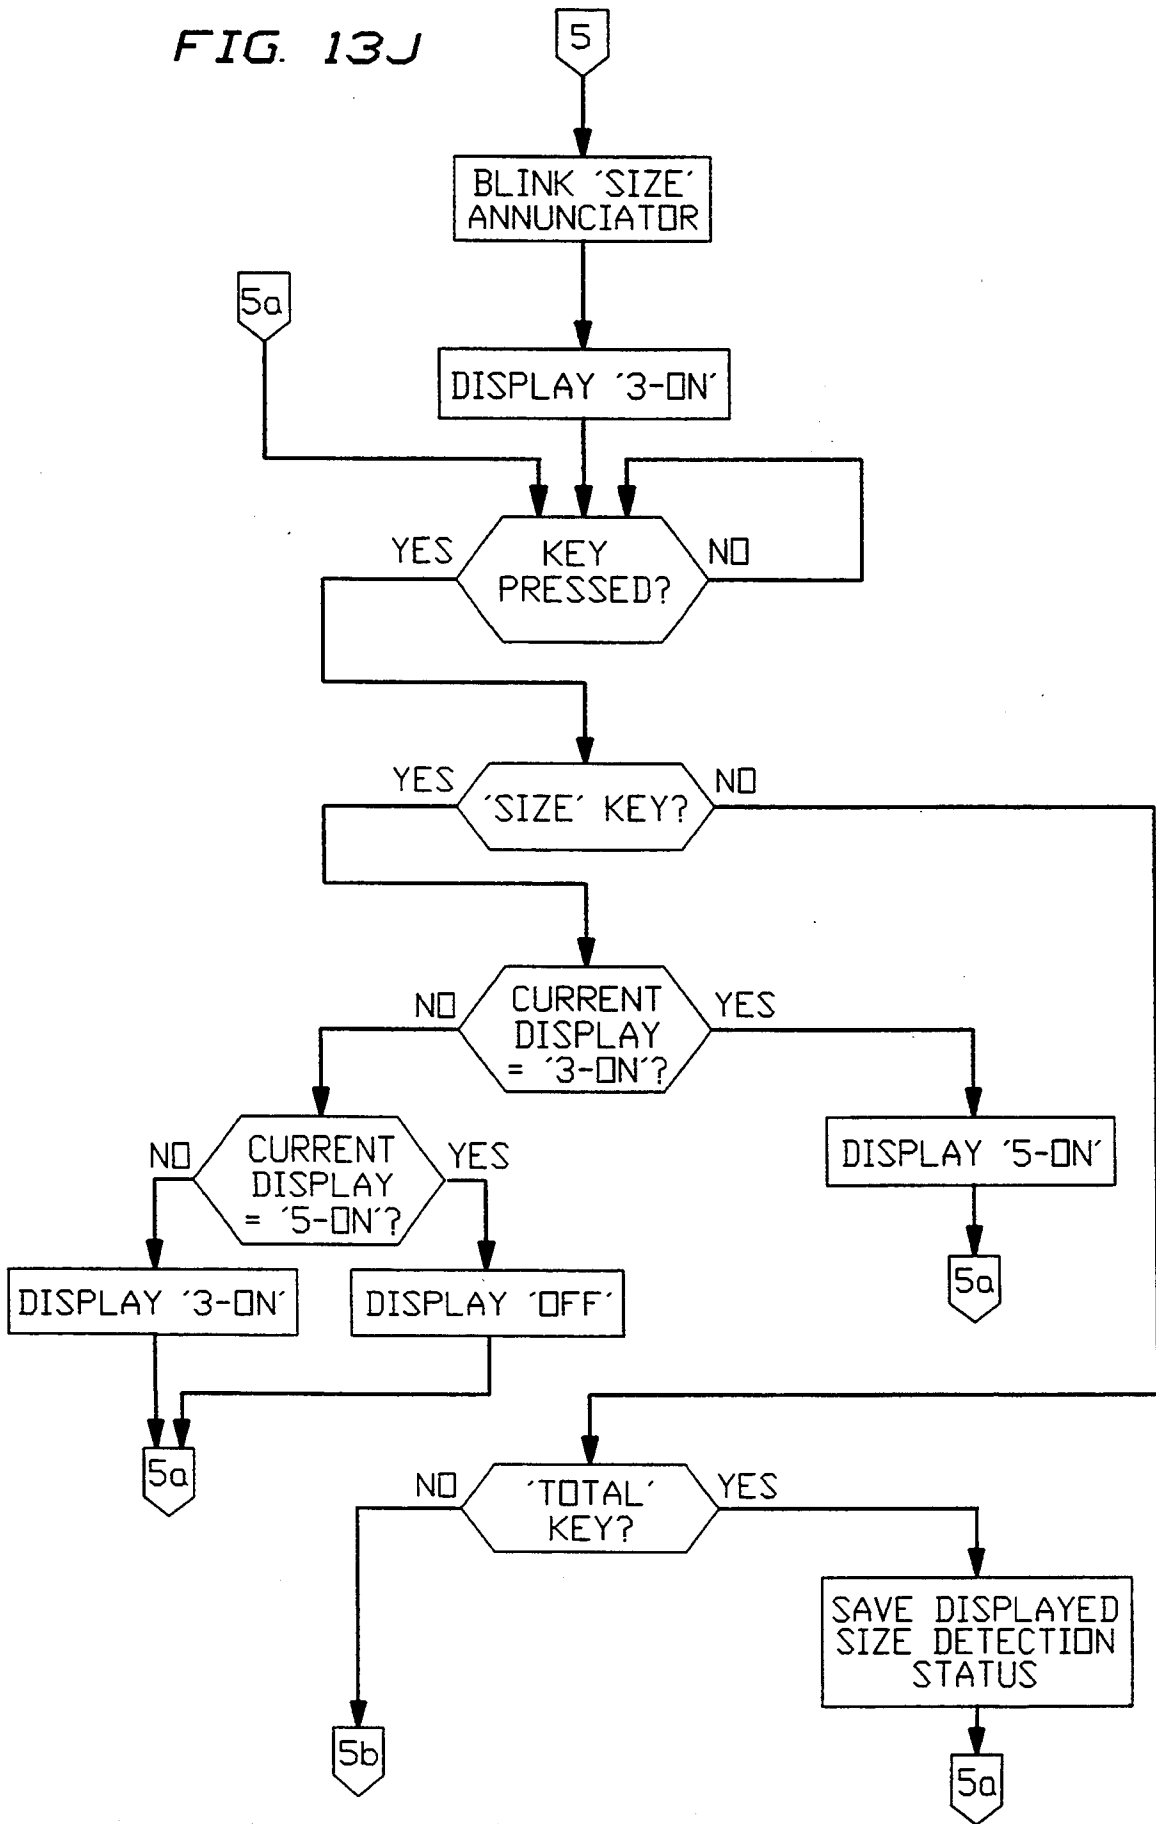 FIG. 13J
5
BLINK 'SIZE'
ANNUNCIATOR
5a
DISPLAY '3-ON'
YES
KEY
PRESSED?
NO
YES
'SIZE' KEY?
NO
NO
CURRENT
DISPLAY
= '3-ON'?
YES
NO
CURRENT
DISPLAY
= '5-ON'?
YES
DISPLAY '5-ON'
5a
DISPLAY '3-ON'
DISPLAY 'OFF'
5a
NO
'TOTAL'
KEY?
YES
SAVE DISPLAYED
SIZE DETECTION
STATUS
5b
5a